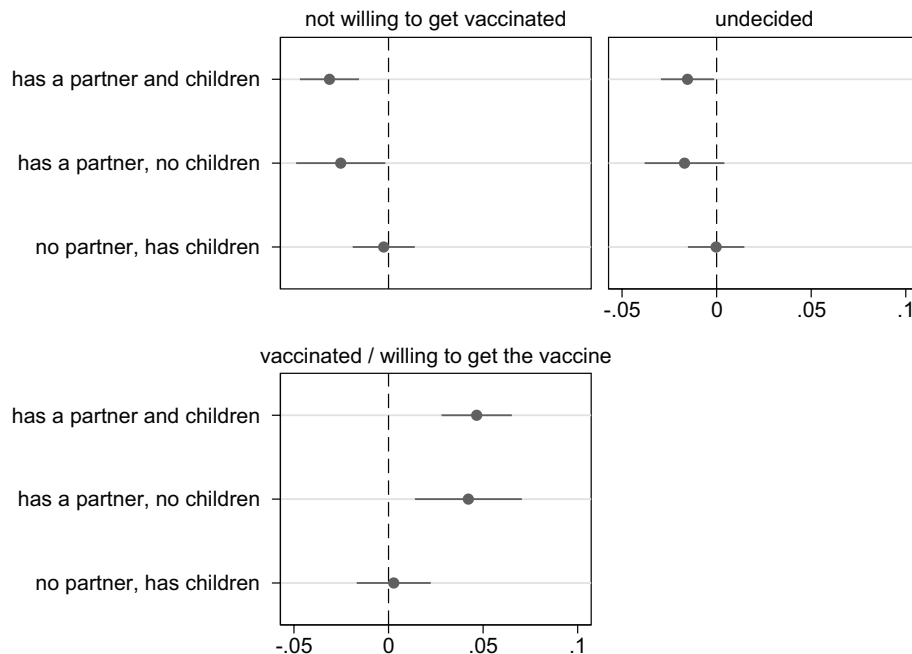 not willing to get vaccinated
undecided
has a partner and children
has a partner, no children
no partner, has children
-.05 0 .05 .1
vaccinated / willing to get the vaccine
has a partner and children
has a partner, no children
no partner, has children
-.05 0 .05 .1